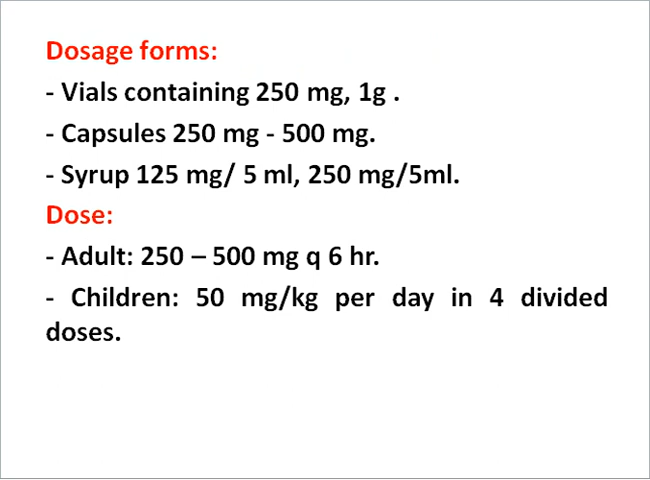 Dosage forms:
- Vials containing 250 mg, 1g .
- Capsules 250 mg - 500 mg.
- Syrup 125 mg/ 5 ml, 250 mg/5ml.
Dose:
- Adult: 250 – 500 mg q 6 hr.
- Children: 50 mg/kg per day in 4 divided
doses.